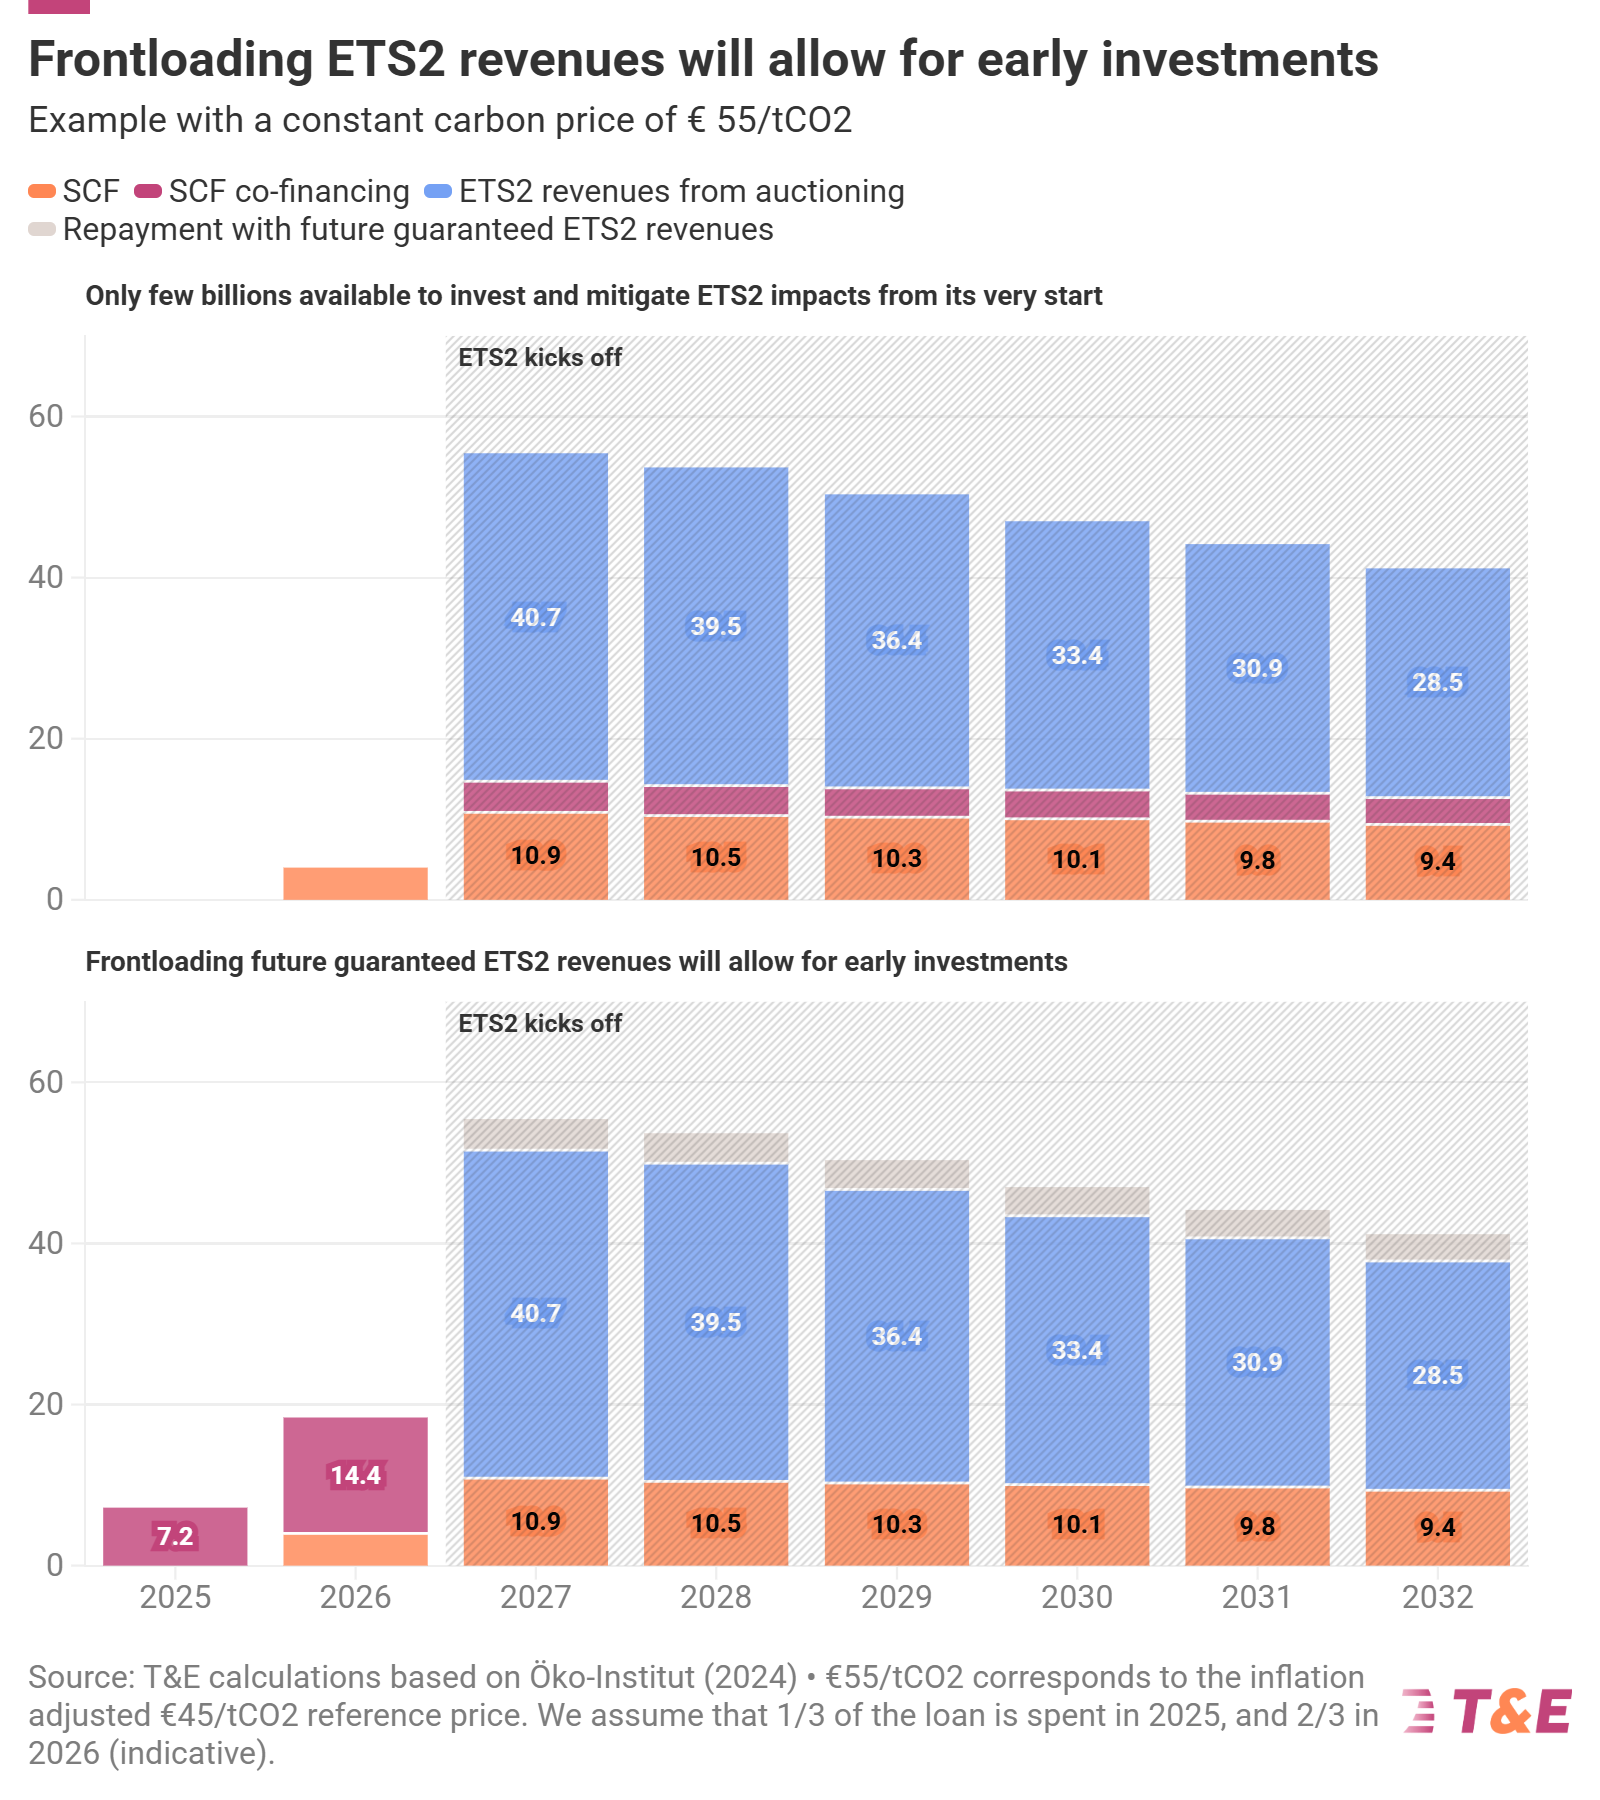 Frontloading ETS2 revenues will allow for early investments
Example with a constant carbon price of € 55/tCO2
SCF SCF co-financing ETS2 revenues from auctioning
Repayment with future guaranteed ETS2 revenues
Only few billions available to invest and mitigate ETS2 impacts from its very start
ETS2 kicks off
60
40
40.7 39.5 36.4 33.4 30.9 28.5
20
10.9 10.5 10.3 10.1 9.8 9.4
0
Frontloading future guaranteed ETS2 revenues will allow for early investments
ETS2 kicks off
60
40
40.7 39.5 36.4 33.4 30.9 28.5
20
14.4
7.2 10.9 10.5 10.3 10.1 9.8 9.4
0
2025 2026 2027 2028 2029 2030 2031 2032
Source: T&E calculations based on Öko-Institut (2024) • €55/tCO2 corresponds to the inflation
adjusted €45/tCO2 reference price. We assume that 1/3 of the loan is spent in 2025, and 2/3 in
2026 (indicative).
T&E